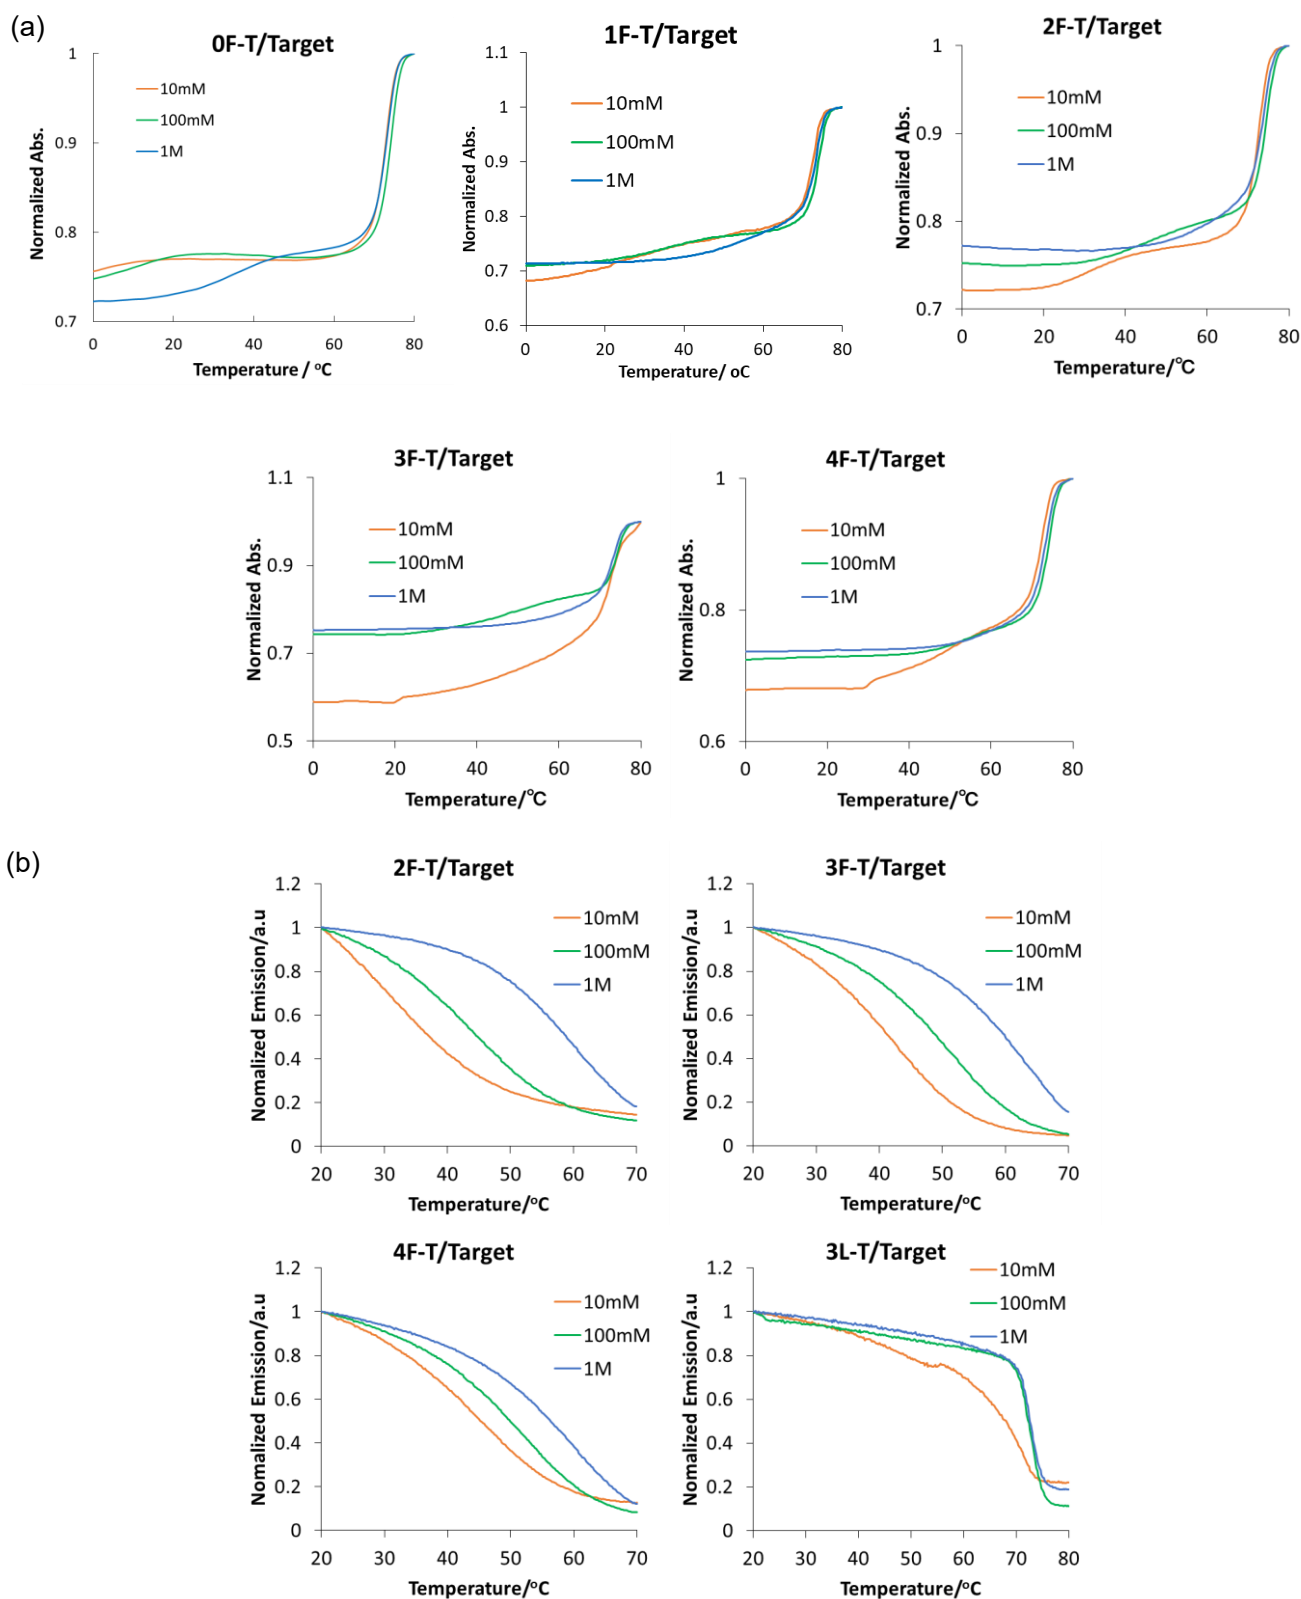 (a)
0F-T/Target
1
0.9
0.8
0.7
Normalized Abs.
10mM
100mM
1M
0 20 40 60 80
Temperature / °C
1F-T/Target
1.1
1
0.9
0.8
0.7
0.6
Normalized Abs.
10mM
100mM
1M
0 20 40 60 80
Temperature/ oC
2F-T/Target
1
0.9
0.8
0.7
Normalized Abs.
10mM
100mM
1M
0 20 40 60 80
Temperature/℃
3F-T/Target
1.1
0.9
0.7
0.5
Normalized Abs.
10mM
100mM
1M
0 20 40 60 80
Temperature/℃
4F-T/Target
1
0.8
0.6
Normalized Abs.
10mM
100mM
1M
0 20 40 60 80
Temperature/℃
(b)
2F-T/Target
1.2
1
0.8
0.6
0.4
0.2
0
Nomalized Emission/a.u
10mM
100mM
1M
20 30 40 50 60 70
Temperature/°C
3F-T/Target
1.2
1
0.8
0.6
0.4
0.2
0
Nomalized Emission/a.u
10mM
100mM
1M
20 30 40 50 60 70
Temperature/°C
4F-T/Target
1.2
1
0.8
0.6
0.4
0.2
0
Nomalized Emission/a.u
10mM
100mM
1M
20 30 40 50 60 70
Temperature/°C
3L-T/Target
1.2
1
0.8
0.6
0.4
0.2
0
Nomalized Emission/a.u
10mM
100mM
1M
20 30 40 50 60 70 80
Temperature/°C